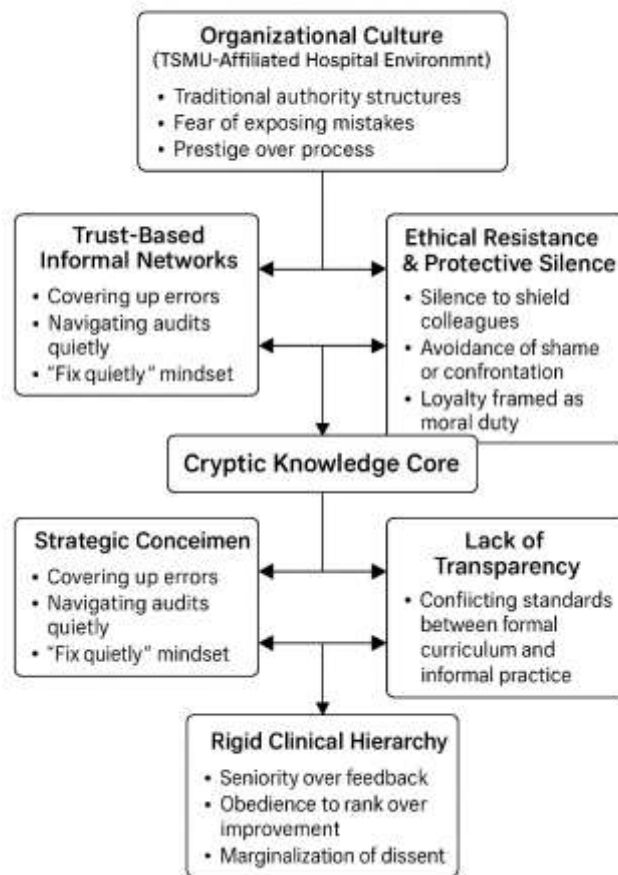 Organizational Culture
(TSMU-Affiliated Hospital Environmnt)
• Traditional authority structures
• Fear of exposing mistakes
• Prestige over process
Trust-Based
Informal Networks
• Covering up errors
• Navigating audits
quietly
• "Fix quietly" mindset
Ethical Resistance
& Protective Silence
• Silence to shield
colleagues
• Avoidance of shame
or confrontation
• Loyalty framed as
moral duty
Cryptic Knowledge Core
Strategic Conceimen
• Covering up errors
• Navigating audits
quietly
• "Fix quietly" mindset
Lack of
Transparency
• Conflicting standards
between formal
curriculum and
informal practice
Rigid Clinical Hierarchy
• Seniority over feedback
• Obedience to rank over
improvement
• Marginalization of dissent